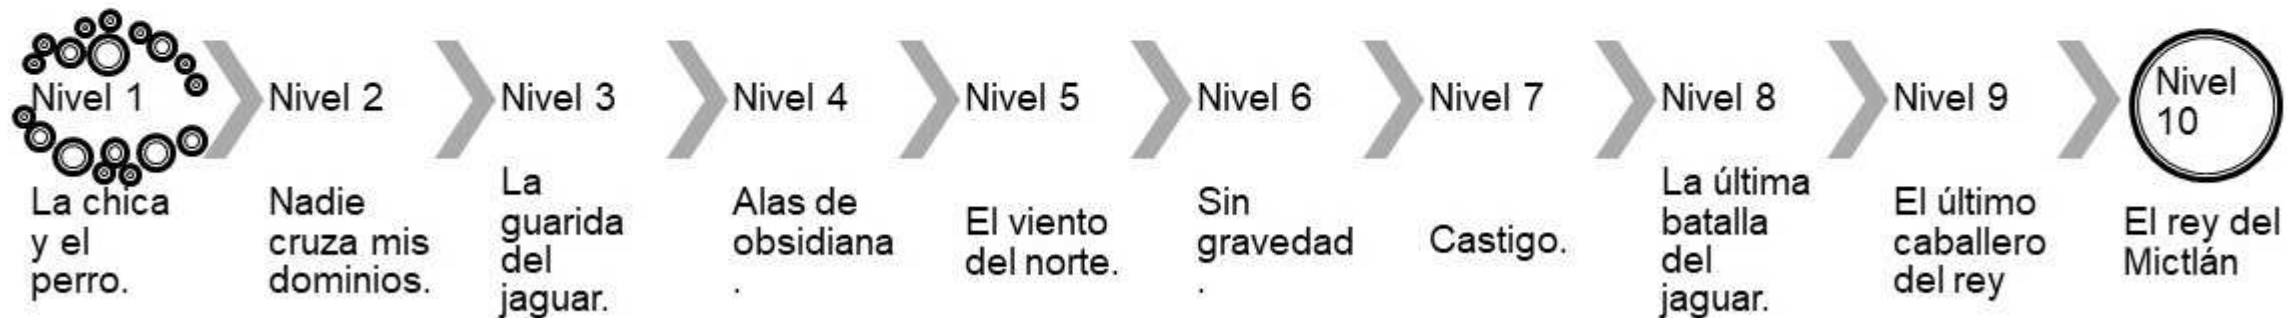 Nivel 1
La chica
y el
perro.
Nivel 2
Nadie
cruza mis
dominios.
Nivel 3
La
guarida
del
jaguar.
Nivel 4
Alas de
obsidiana
.
Nivel 5
El viento
del norte.
Nivel 6
Sin
gravedad
.
Nivel 7
Castigo.
Nivel 8
La última
batalla
del
jaguar.
Nivel 9
El último
caballero
del rey
Nivel
10
El rey del
Mictlán